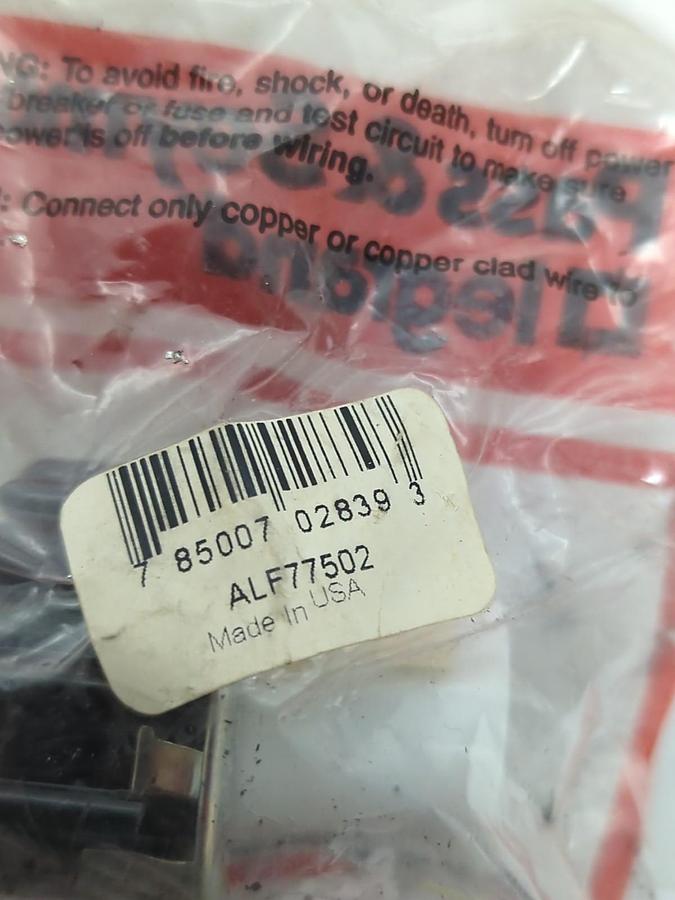 NG: To avoid fire, shock, or death, turn off power
breaker or fuse and test circuit to make sure
power is off before wiring.
: Connect only copper or copper clad wire to
Pass & Sey
legrand
7 85007 02839 3
ALF77502
Made In USA